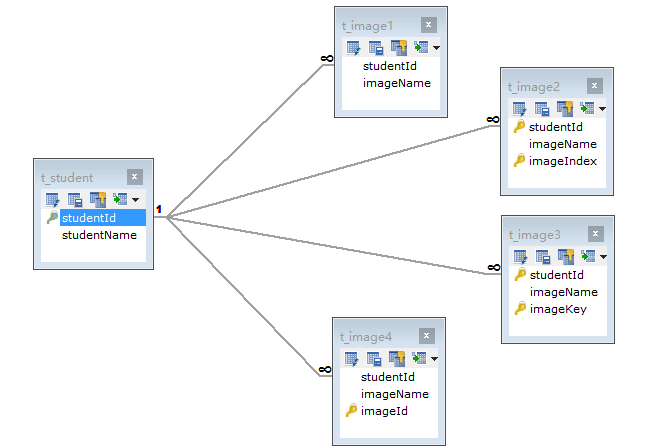 t_image1
studentId
imageName
t_image2
studentId
imageName
imageIndex
t_student
studentId
studentName
1
∞
∞
∞
∞
t_image3
studentId
imageName
imageKey
t_image4
studentId
imageName
imageId